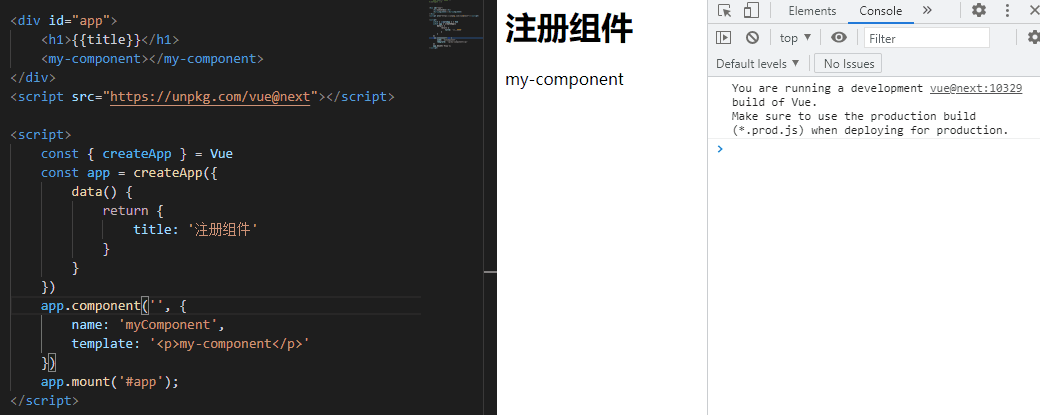 <div id="app">
<h1>{{title}}</h1>
<my-component></my-component>
</div>
<script src="https://unpkg.com/vue@next"></script>
<script>
const { createApp } = Vue
const app = createApp({
data() {
return {
title: '注册组件'
}
}
})
app.component('', {
name: 'myComponent',
template: '<p>my-component</p>'
})
app.mount('#app');
</script>
注册组件
my-component
Elements Console »
top ▼ Filter
Default levels ▼ No Issues
You are running a development vue@next:10329
build of Vue.
Make sure to use the production build
(*.prod.js) when deploying for production.
>